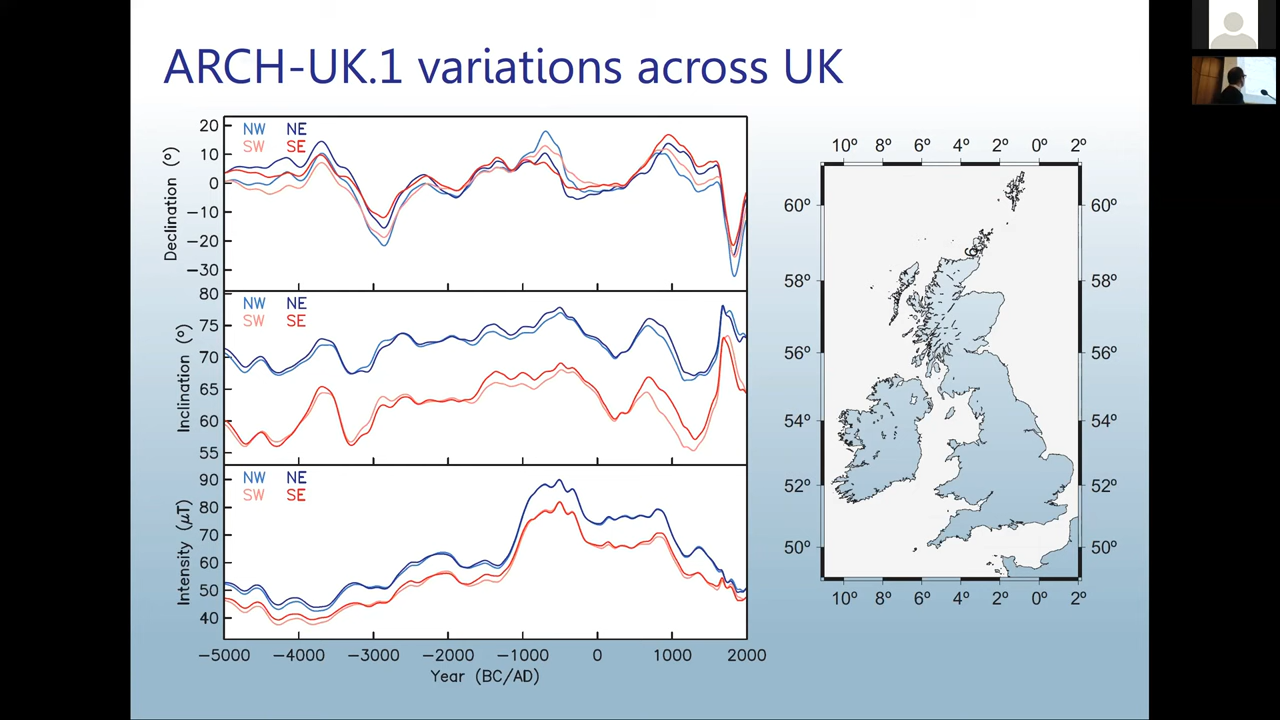 ARCH-UK.1 variations across UK
NW NE
SW SE
20
10
0
−10
−20
−30
Declination (°)
NW NE
SW SE
80
75
70
65
60
55
Inclination (°)
NW NE
SW SE
90
80
70
60
50
40
Intensity (μT)
−5000 −4000 −3000 −2000 −1000 0 1000 2000
Year (BC/AD)
10° 8° 6° 4° 2° 0° 2°
60° 60°
58° 58°
56° 56°
54° 54°
52° 52°
50° 50°
10° 8° 6° 4° 2° 0° 2°